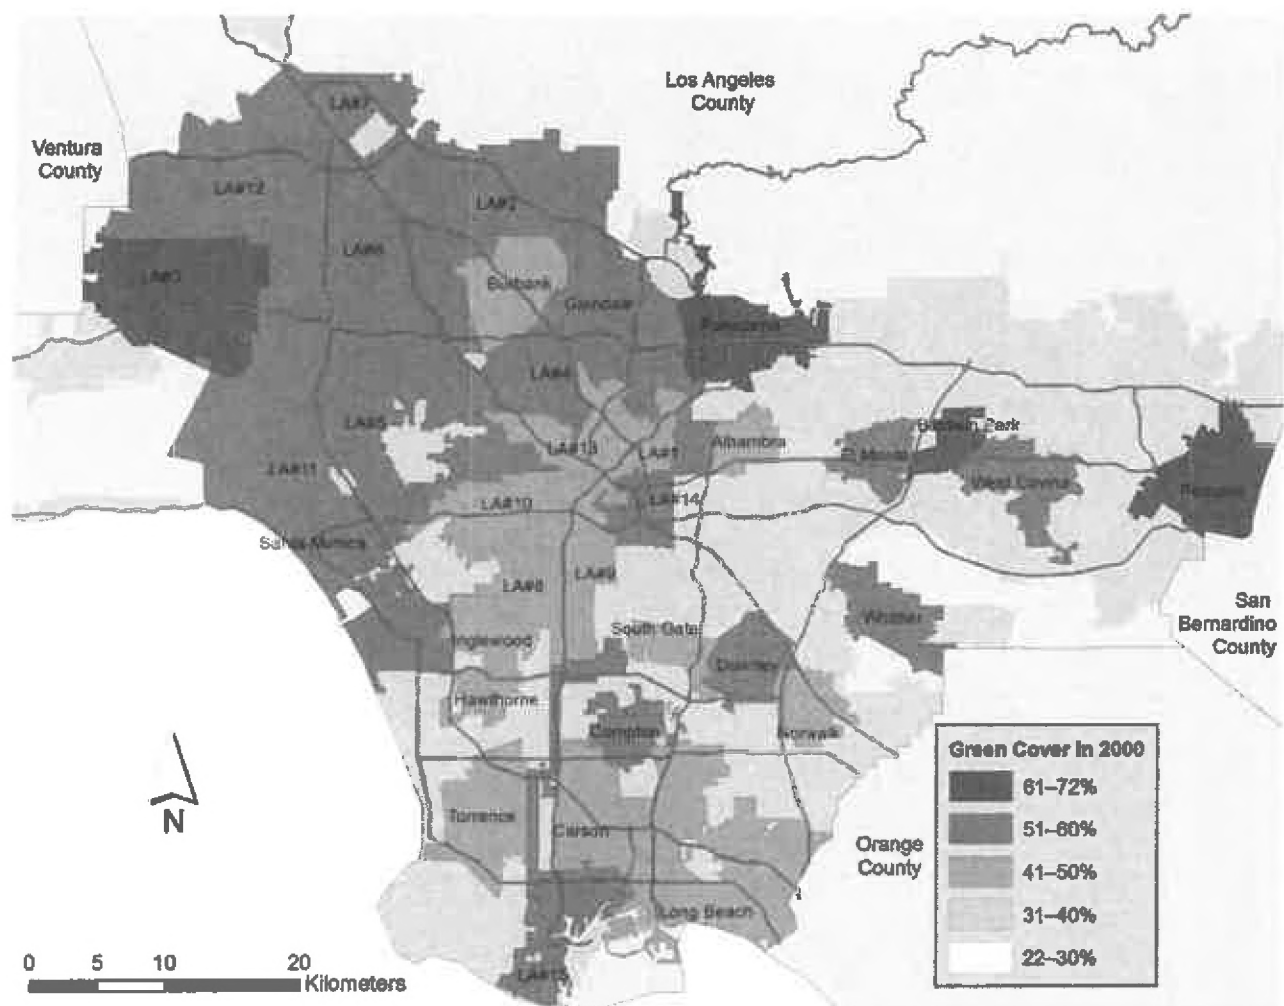 Los Angeles
County
LA#7
Ventura
County
LA#12
LA#2
LA#6
LA#3
Burbank
Glendale
Pasadena
LA#4
LA#5
Baldwin Park
LA#13
LA#1
Alhambra
El Monte
LA#11
West Covina
Pomona
LA#10
LA#14
Santa Monica
LA#8
LA#9
San
Bernardino
County
Inglewood
South Gate
Whittier
Downey
Hawthorne
Compton
Norwalk
Green Cover in 2000
61–72%
51–60%
41–50%
31–40%
22–30%
N
Torrance
Carson
Orange
County
Long Beach
LA#15
0 5 10 20
Kilometers